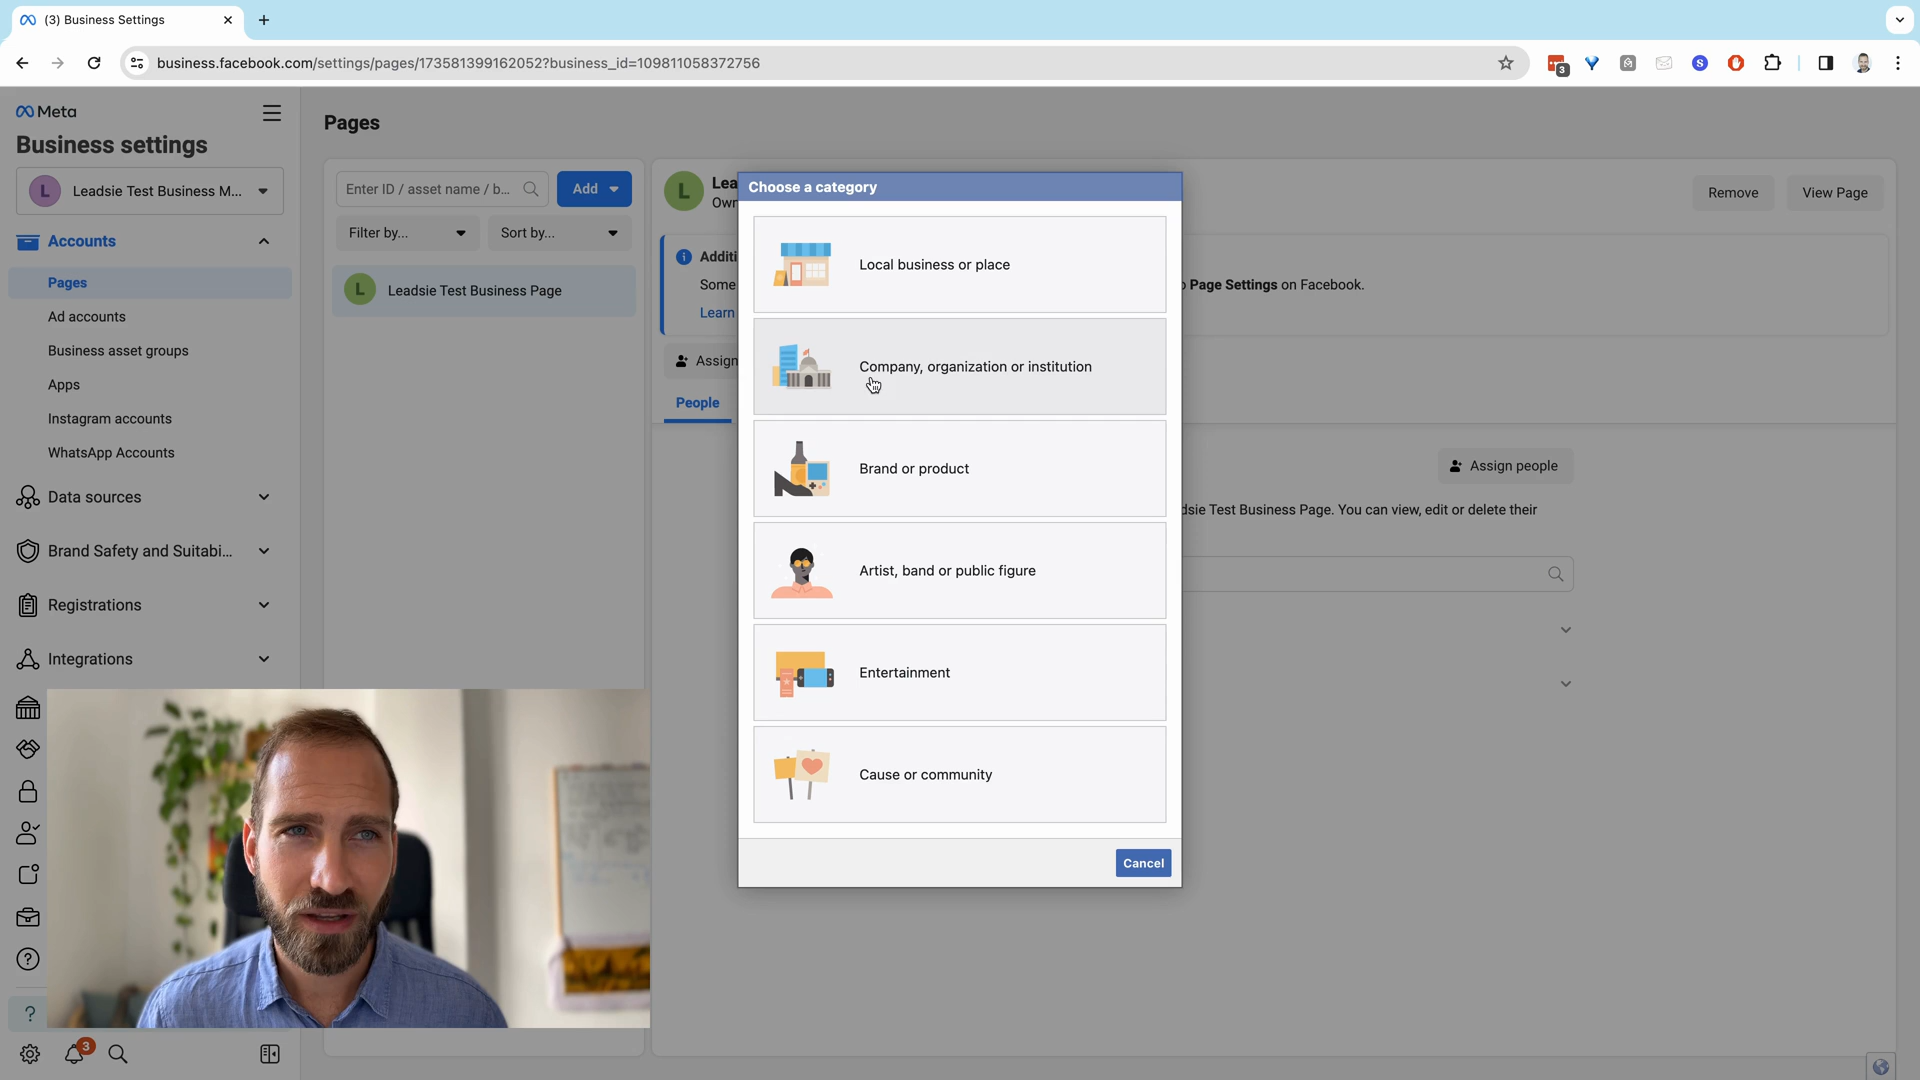 (3) Business Settings
business.facebook.com/settings/pages/173581399162052?business_id=109811058372756
3
Meta
Business settings
L
Leadsie Test Business M...
Accounts
Pages
Ad accounts
Business asset groups
Apps
Instagram accounts
WhatsApp Accounts
Data sources
Brand Safety and Suitabi...
Registrations
Integrations
?
?
3
Pages
Enter ID / asset name / b...
Add
Filter by...
Sort by...
L
Leadsie Test Business Page
L
Lea
Own
Remove
View Page
i
Additi
Some
o Page Settings on Facebook.
Learn
Assign
People
Assign people
dsie Test Business Page. You can view, edit or delete their
Choose a category
Local business or place
Company, organization or institution
Brand or product
Artist, band or public figure
Entertainment
Cause or community
Cancel